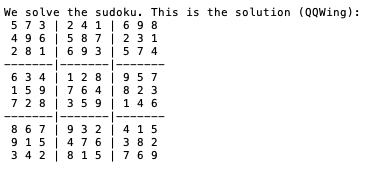 We solve the sudoku. This is the solution (QQWing):
5 7 3 | 2 4 1 | 6 9 8
4 9 6 | 5 8 7 | 2 3 1
2 8 1 | 6 9 3 | 5 7 4
-------|-------|-------
6 3 4 | 1 2 8 | 9 5 7
1 5 9 | 7 6 4 | 8 2 3
7 2 8 | 3 5 9 | 1 4 6
-------|-------|-------
8 6 7 | 9 3 2 | 4 1 5
9 1 5 | 4 7 6 | 3 8 2
3 4 2 | 8 1 5 | 7 6 9